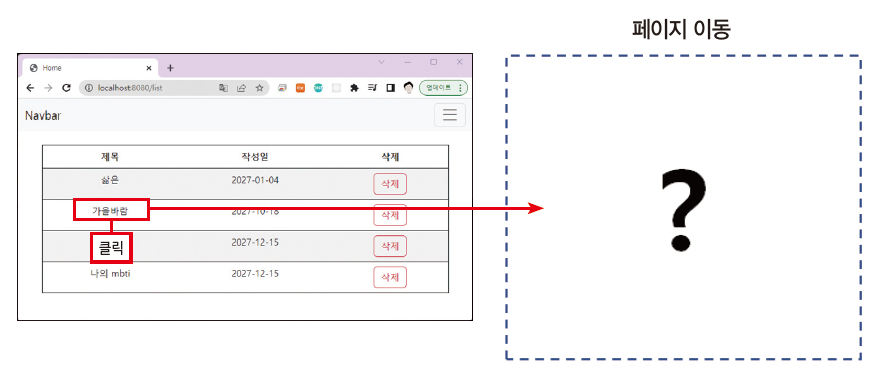 페이지 이동
Home
localhost:8080/list
업데이트
Navbar
제목 작성일 삭제
삶은 2027-01-04 삭제
가을바람 2027-10-18 삭제
클릭 2027-12-15 삭제
나의 mbti 2027-12-15 삭제
?